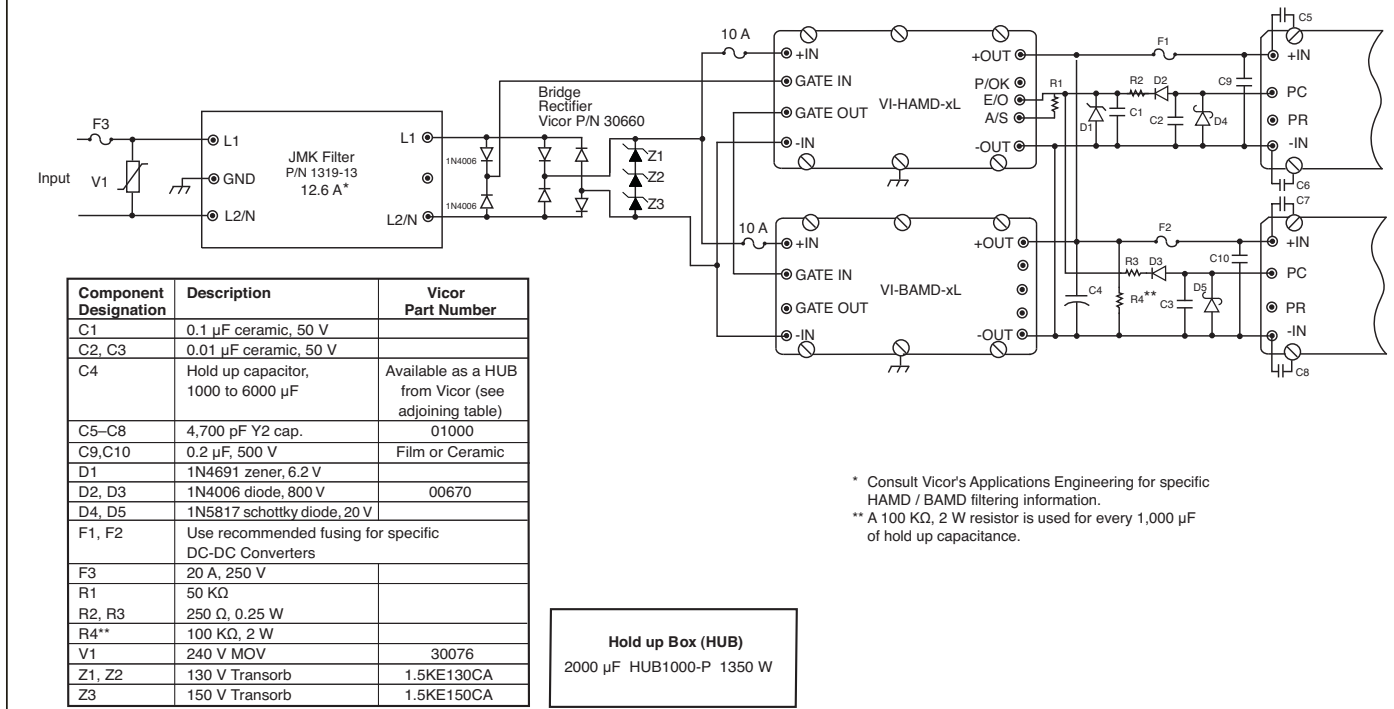 F3
Input
V1
L1
GND
L2/N
JMK Filter
P/N 1319-13
12.6 A*
L1
L2/N
1N4006
1N4006
Bridge
Rectifier
Vicor P/N 30660
Z1
Z2
Z3
10 A
+IN
GATE IN
GATE OUT
-IN
VI-HAMD-xL
+OUT
P/OK
E/O
A/S
-OUT
R1
D1
C1
R2
D2
C2
D4
F1
C9
C5
+IN
PC
PR
-IN
C6
10 A
+IN
GATE IN
GATE OUT
-IN
VI-BAMD-xL
+OUT
-OUT
C4
R4**
R3
D3
C3
D5
F2
C10
C7
+IN
PC
PR
-IN
C8
Component Designation Description Vicor Part Number
C1 0.1 µF ceramic, 50 V
C2, C3 0.01 µF ceramic, 50 V
C4 Hold up capacitor, Available as a HUB
1000 to 6000 µF from Vicor (see
adjoining table)
C5–C8 4,700 pF Y2 cap. 01000
C9,C10 0.2 µF, 500 V Film or Ceramic
D1 1N4691 zener, 6.2 V
D2, D3 1N4006 diode, 800 V 00670
D4, D5 1N5817 schottky diode, 20 V
F1, F2 Use recommended fusing for specific
DC-DC Converters
F3 20 A, 250 V
R1 50 KΩ
R2, R3 250 Ω, 0.25 W
R4** 100 KΩ, 2 W
V1 240 V MOV 30076
Z1, Z2 130 V Transorb 1.5KE130CA
Z3 150 V Transorb 1.5KE150CA
Hold up Box (HUB)
2000 µF HUB1000-P 1350 W
* Consult Vicor's Applications Engineering for specific
HAMD / BAMD filtering information.
** A 100 KΩ, 2 W resistor is used for every 1,000 µF
of hold up capacitance.